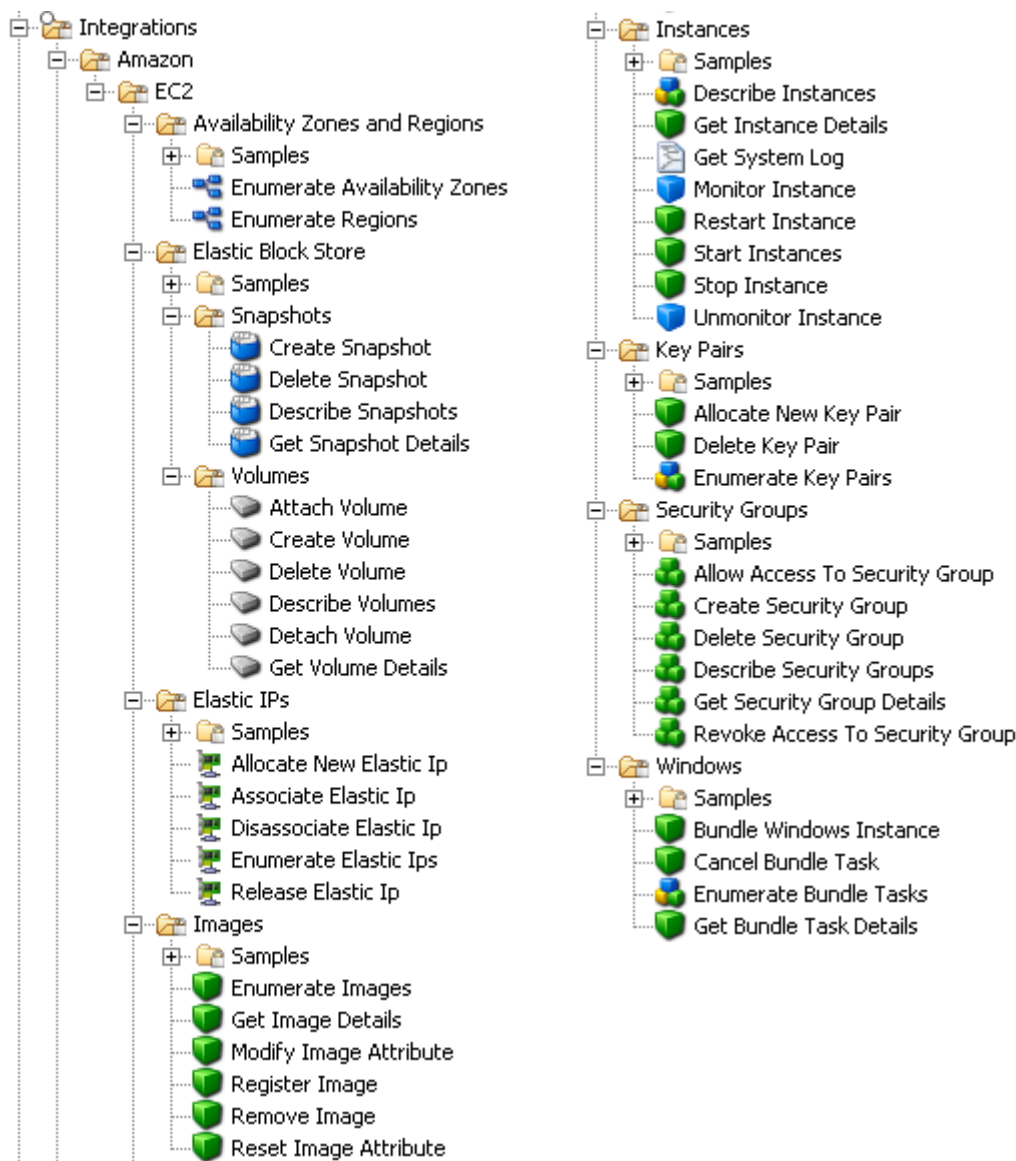 Integrations
Amazon
EC2
Availability Zones and Regions
Samples
Enumerate Availability Zones
Enumerate Regions
Elastic Block Store
Samples
Snapshots
Create Snapshot
Delete Snapshot
Describe Snapshots
Get Snapshot Details
Volumes
Attach Volume
Create Volume
Delete Volume
Describe Volumes
Detach Volume
Get Volume Details
Elastic IPs
Samples
Allocate New Elastic Ip
Associate Elastic Ip
Disassociate Elastic Ip
Enumerate Elastic Ips
Release Elastic Ip
Images
Samples
Enumerate Images
Get Image Details
Modify Image Attribute
Register Image
Remove Image
Reset Image Attribute
Instances
Samples
Describe Instances
Get Instance Details
Get System Log
Monitor Instance
Restart Instance
Start Instances
Stop Instance
Unmonitor Instance
Key Pairs
Samples
Allocate New Key Pair
Delete Key Pair
Enumerate Key Pairs
Security Groups
Samples
Allow Access To Security Group
Create Security Group
Delete Security Group
Describe Security Groups
Get Security Group Details
Revoke Access To Security Group
Windows
Samples
Bundle Windows Instance
Cancel Bundle Task
Enumerate Bundle Tasks
Get Bundle Task Details